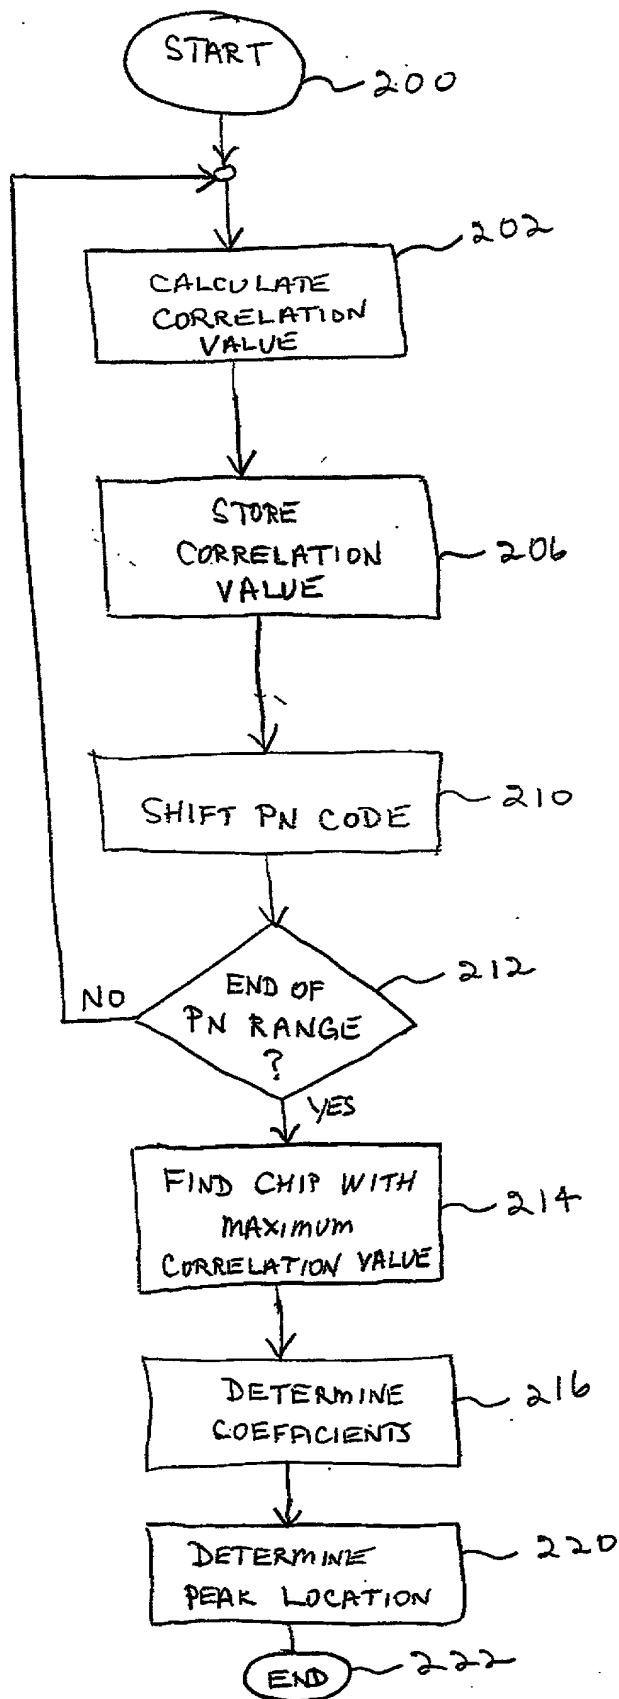 START
200
202
CALCULATE
CORRELATION
VALUE
STORE
CORRELATION
VALUE
206
SHIFT PN CODE
210
END OF
PN RANGE
?
212
NO
YES
FIND CHIP WITH
MAXIMUM
CORRELATION VALUE
214
DETERMINE
COEFFICIENTS
216
DETERMINE
PEAK LOCATION
220
END
222